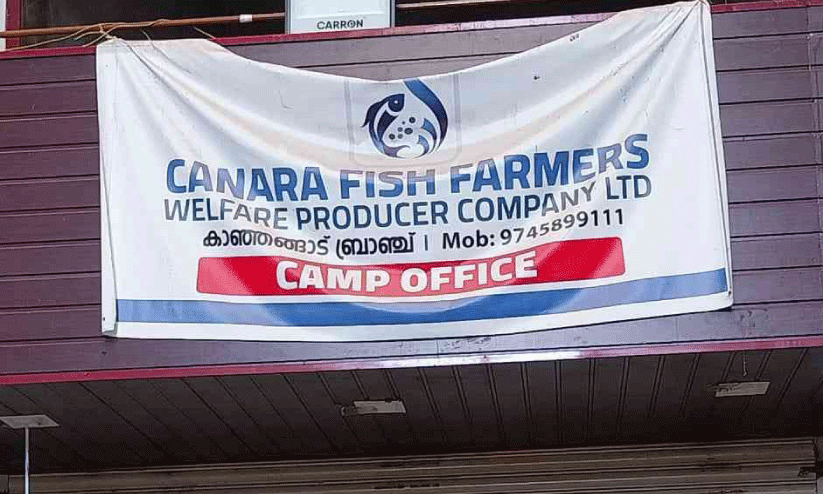 CARRON
CANARA FISH FARMERS
WELFARE PRODUCER COMPANY LTD
കാഞ്ഞങ്ങാട് ബ്രാഞ്ച് | Mob: 9745899111
CAMP OFFICE